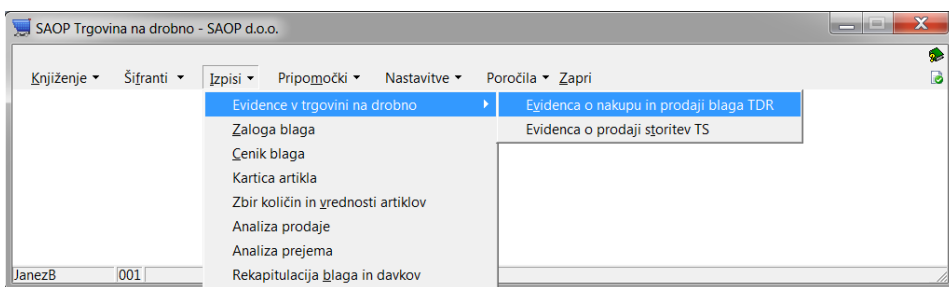 SAOP Trgovina na drobno - SAOP d.o.o.
Knjiženje Šifranti Izpisi Pripomočki Nastavitve Poročila Zapri
Evidence v trgovini na drobno Evidenca o nakupu in prodaji blaga TDR
Zaloga blaga Evidenca o prodaji storitev TS
Cenik blaga
Kartica artikla
Zbir količin in vrednosti artiklov
Analiza prodaje
Analiza prejema
JanezB 001 Rekapitulacija blaga in davkov